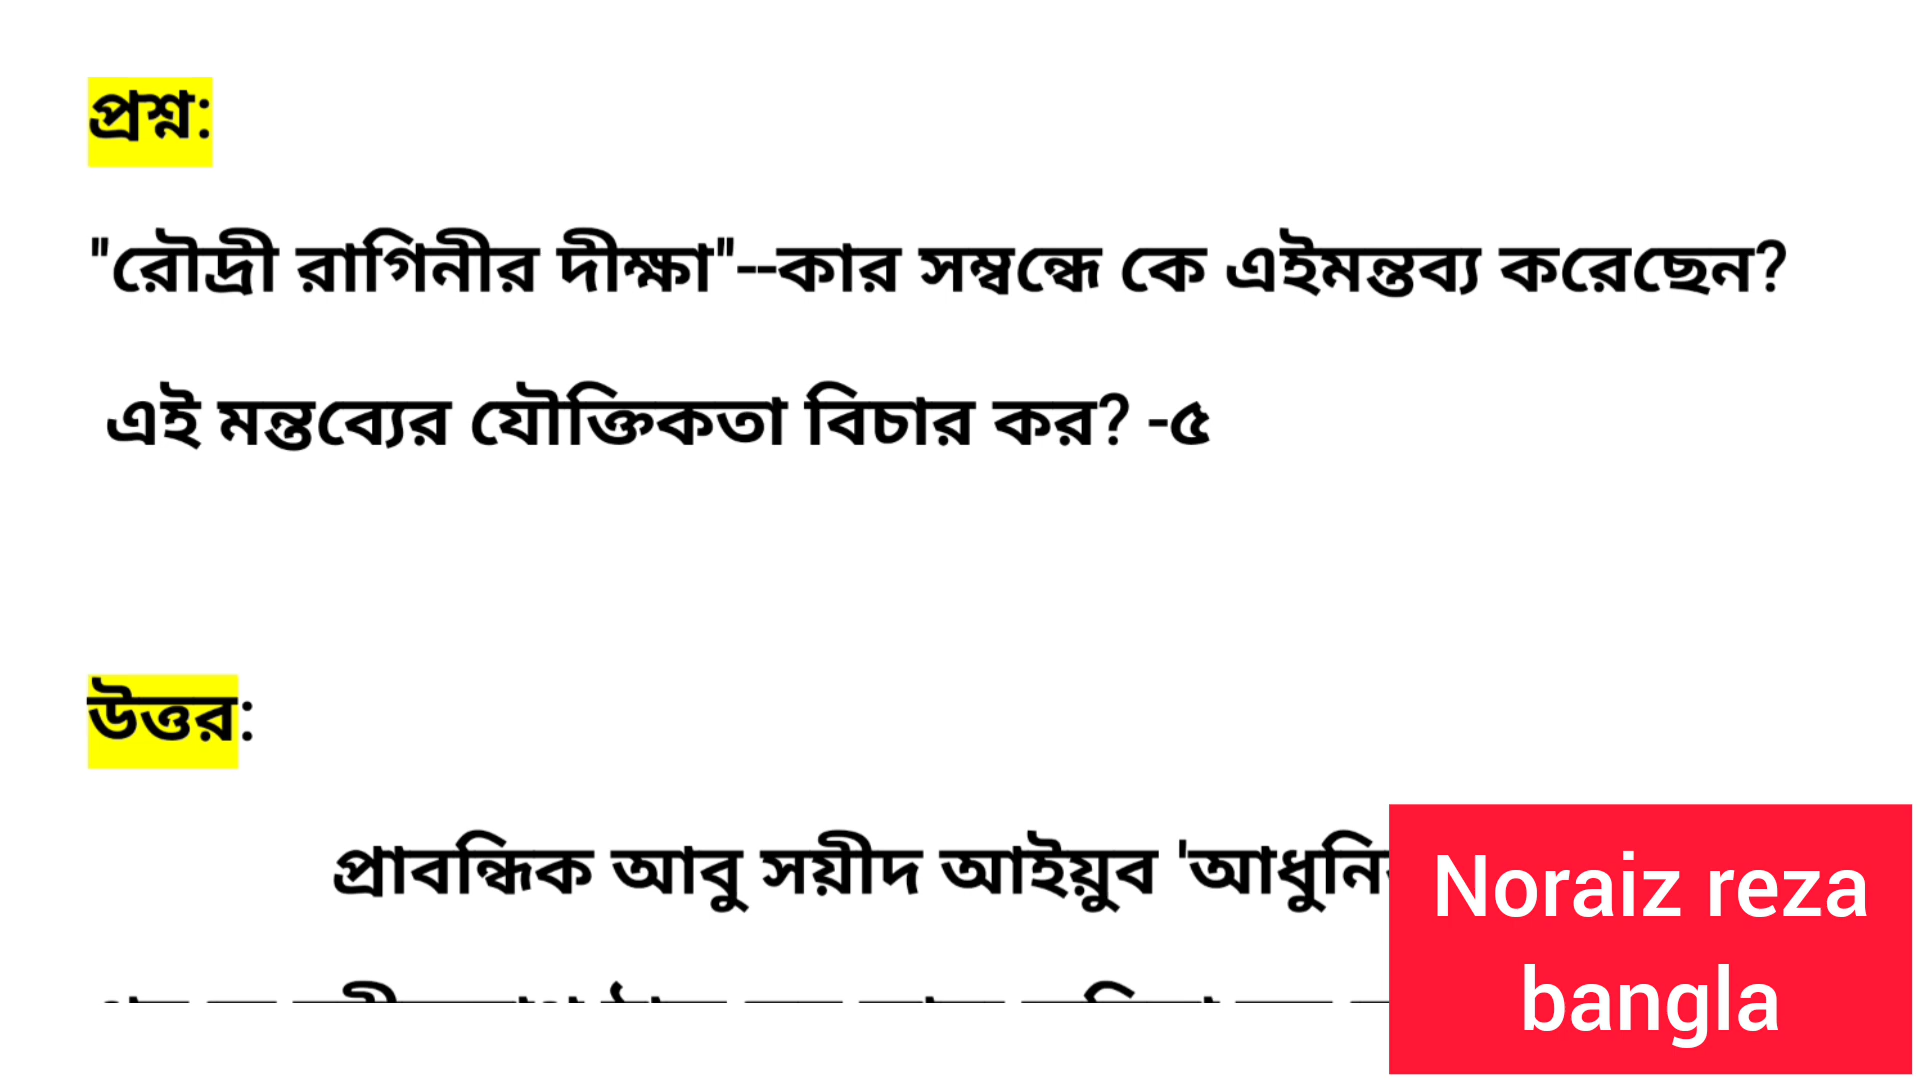 প্রশ্ন:
"রৌদ্রী রাগিনীর দীক্ষা"--কার সম্বন্ধে কে এইমন্তব্য করেছেন?
এই মন্তব্যের যৌক্তিকতা বিচার কর? -৫
উত্তর:
প্রাবন্ধিক আবু সয়ীদ আইয়ুব
Noraiz reza
bangla